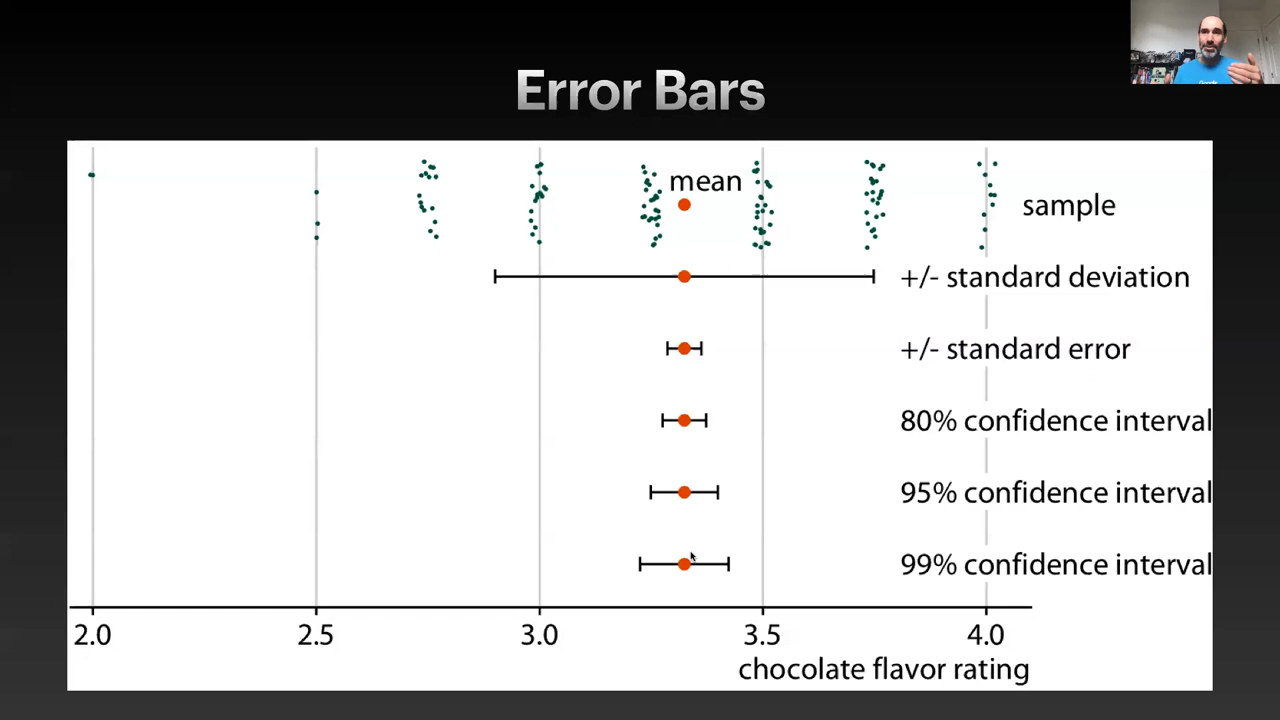 Error Bars
mean
sample
+/- standard deviation
+/- standard error
80% confidence interval
95% confidence interval
99% confidence interval
2.0 2.5 3.0 3.5 4.0
chocolate flavor rating